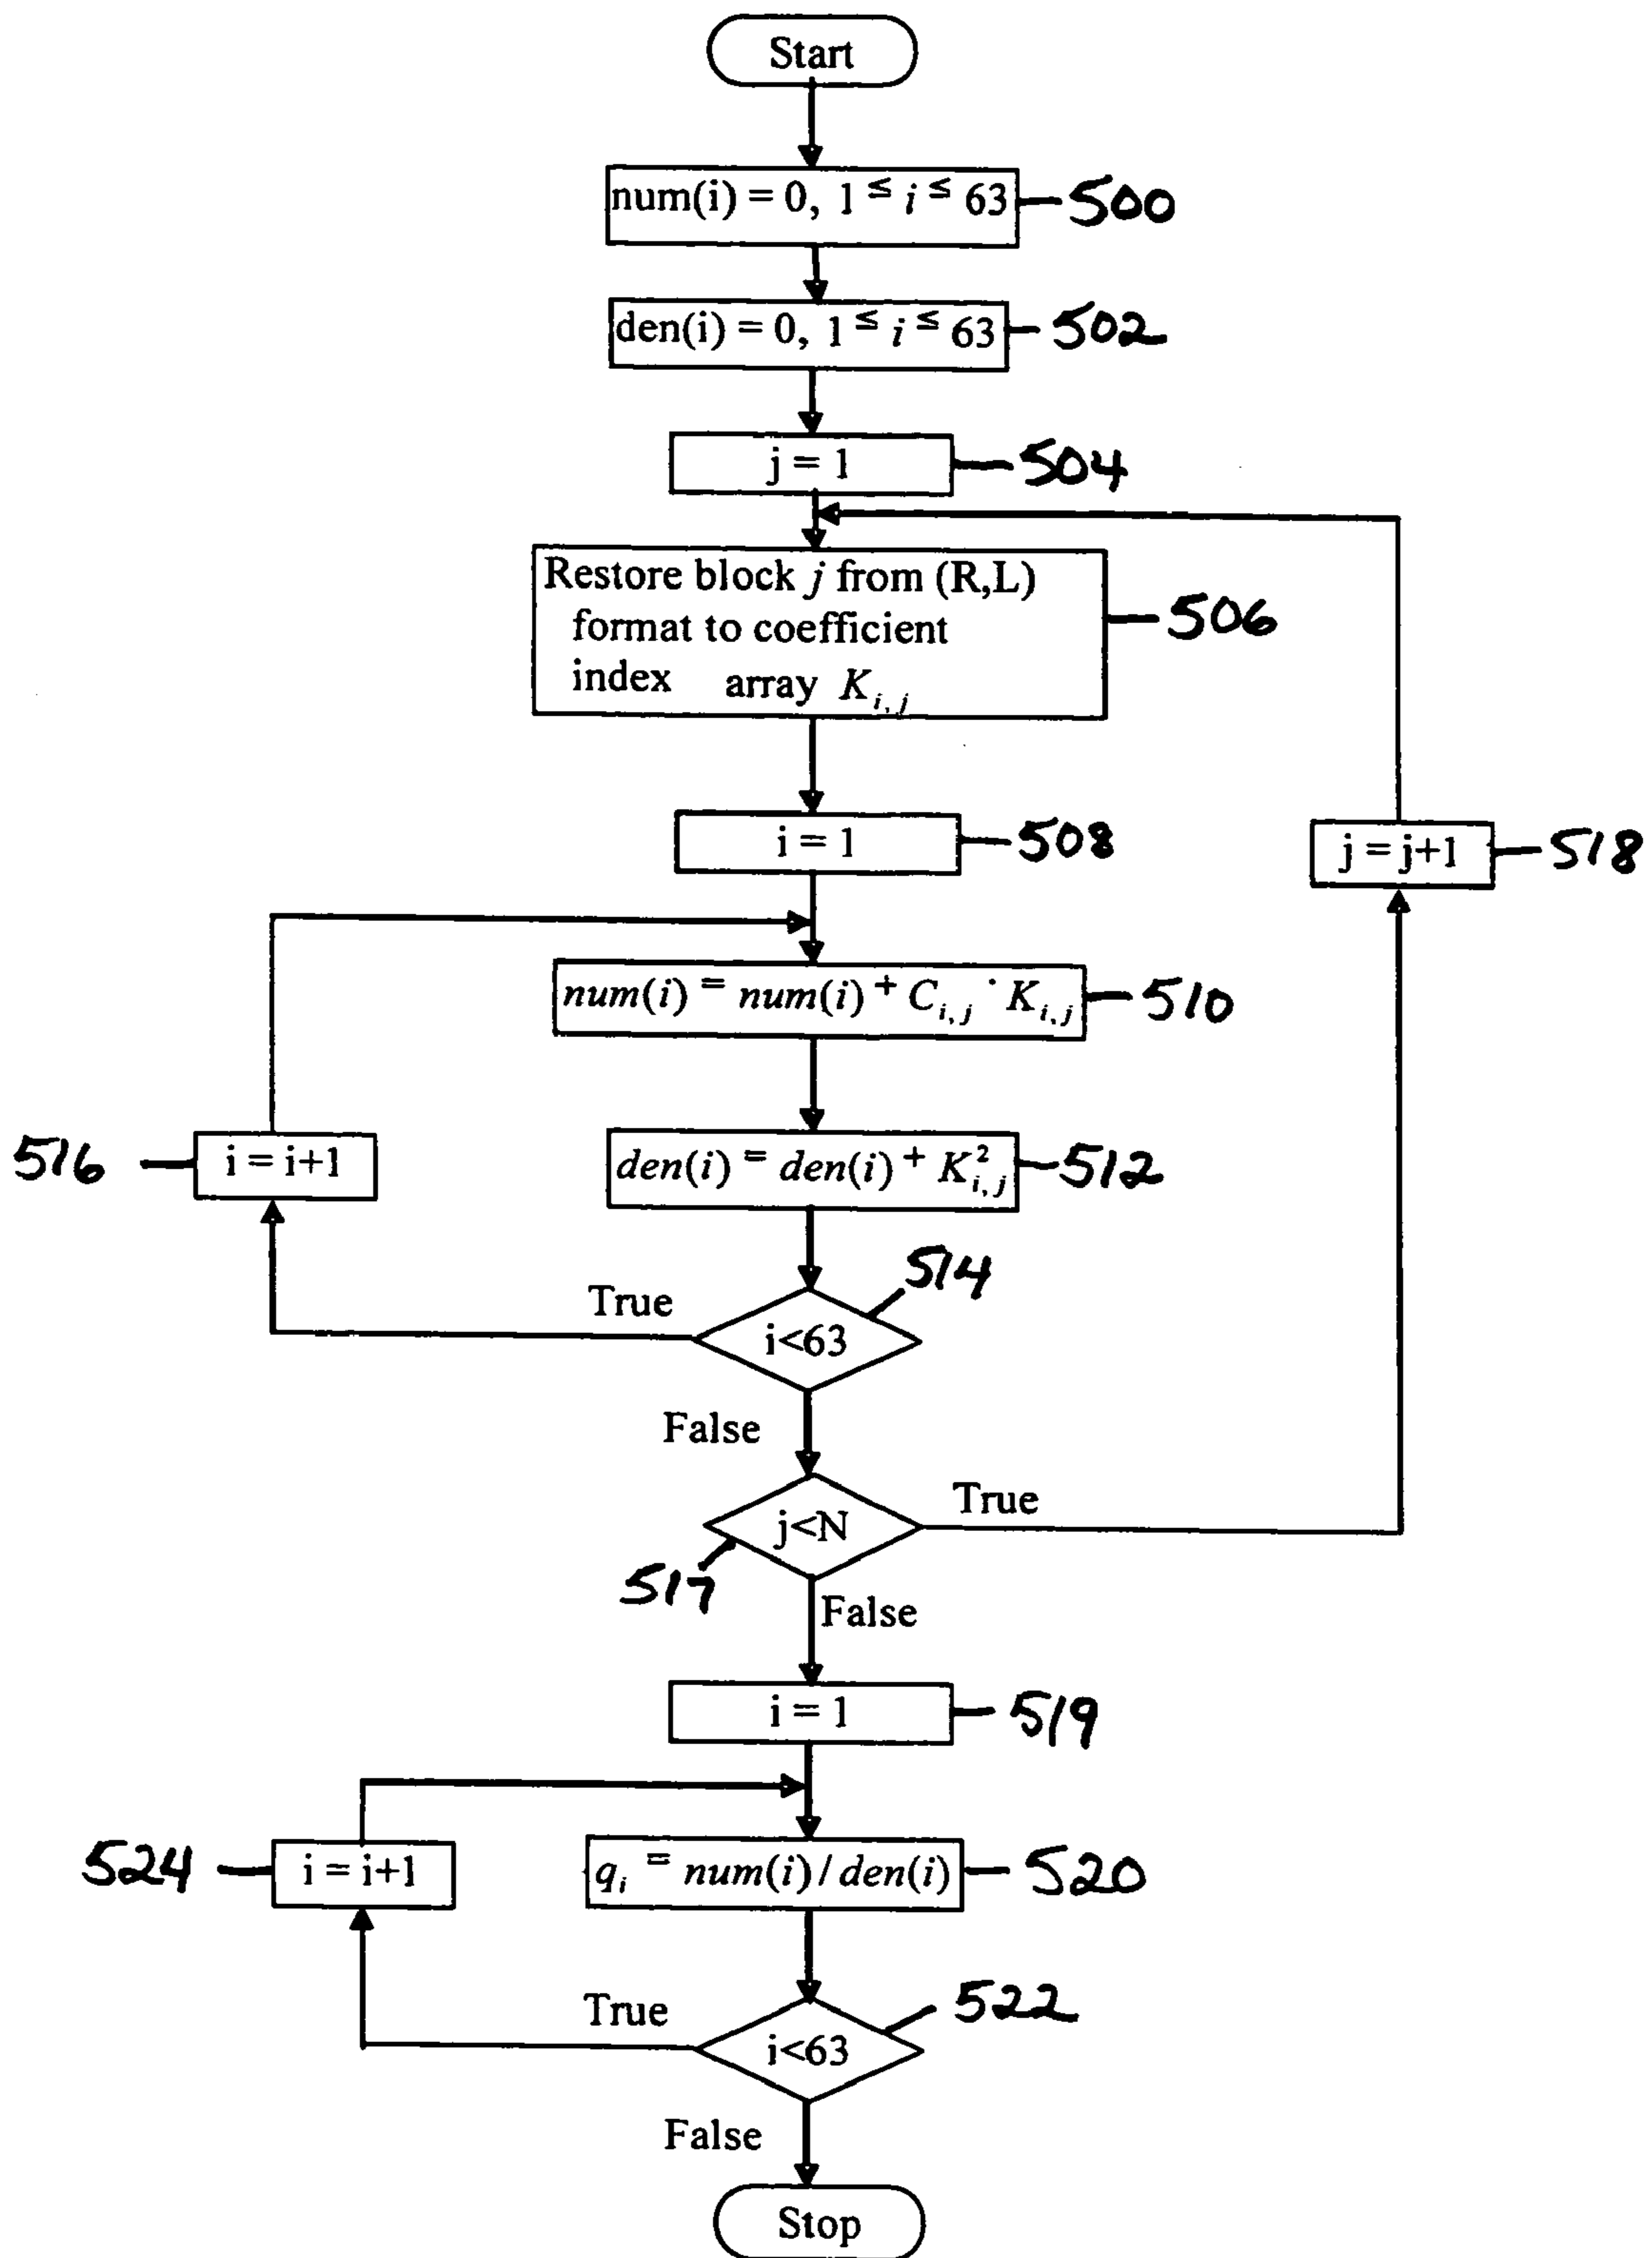 Start
num(i) = 0, 1 ≤ i ≤ 63
500
den(i) = 0, 1 ≤ i ≤ 63
502
j = 1
504
Restore block j from (R,L)
format to coefficient
index array K_{i,j}
506
i = 1
508
j = j+1
518
num(i) = num(i) + C_{i,j} · K_{i,j}
510
516
i = i+1
den(i) = den(i) + K²_{i,j}
512
514
True
i<63
False
j<N
True
517
False
i = 1
519
524
i = i+1
q_i = num(i) / den(i)
520
522
True
i<63
False
Stop